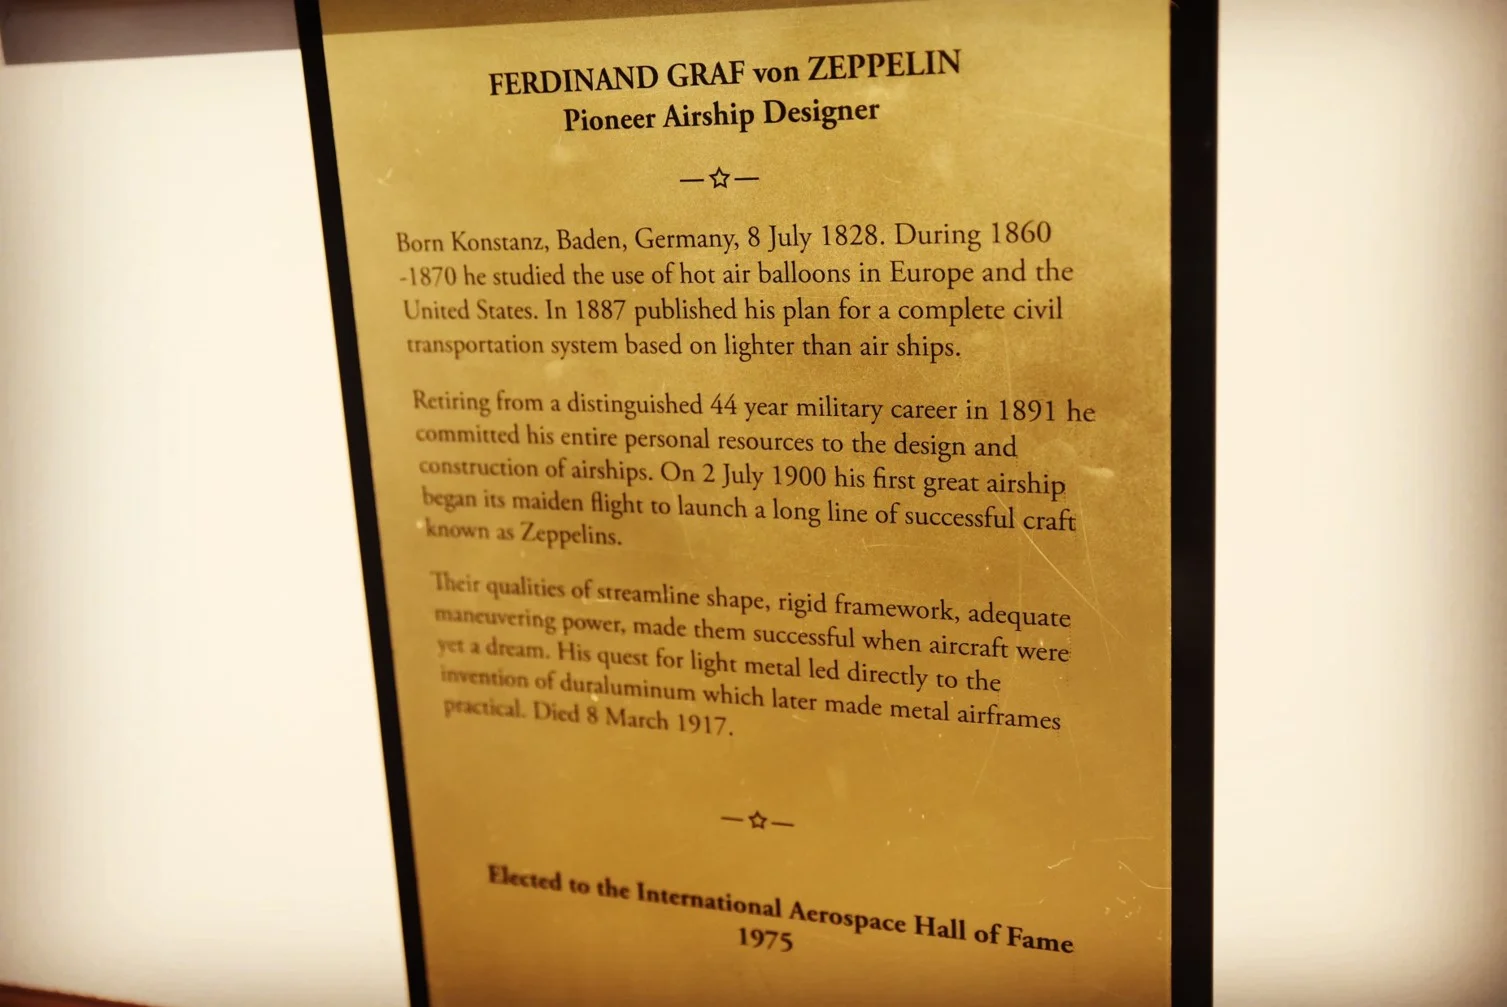 FERDINAND GRAF von ZEPPELIN
Pioneer Airship Designer
Born Konstanz, Baden, Germany, 8 July 1828. During 1860
-1870 he studied the use of hot air balloons in Europe and the
United States. In 1887 published his plan for a complete civil
transportation system based on lighter than air ships.
Retiring from a distinguished 44 year military career in 1891 he
committed his entire personal resources to the design and
construction of airships. On 2 July 1900 his first great airship
began its maiden flight to launch a long line of successful craft
known as Zeppelins.
Their qualities of streamline shape, rigid framework, adequate
maneuvering power, made them successful when aircraft were
yet a dream. His quest for light metal led directly to the
invention of duraluminum which later made metal airframes
practical. Died 8 March 1917.
Elected to the International Aerospace Hall of Fame
1975